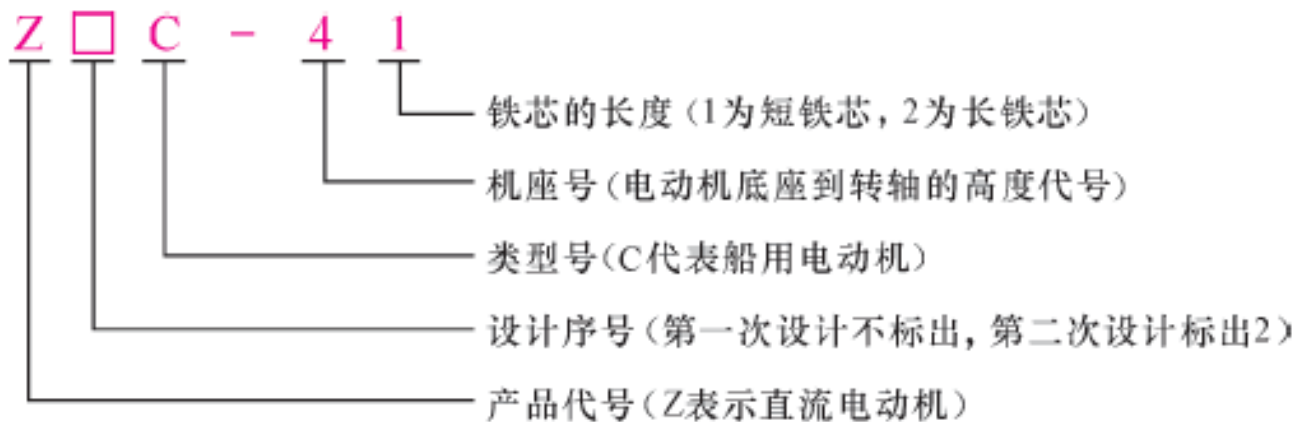 Z □ C - 4 1
铁芯的长度(1为短铁芯,2为长铁芯)
机座号(电动机底座到转轴的高度代号)
类型号(C代表船用电动机)
设计序号(第一次设计不标出,第二次设计标出2)
产品代号(Z表示直流电动机)